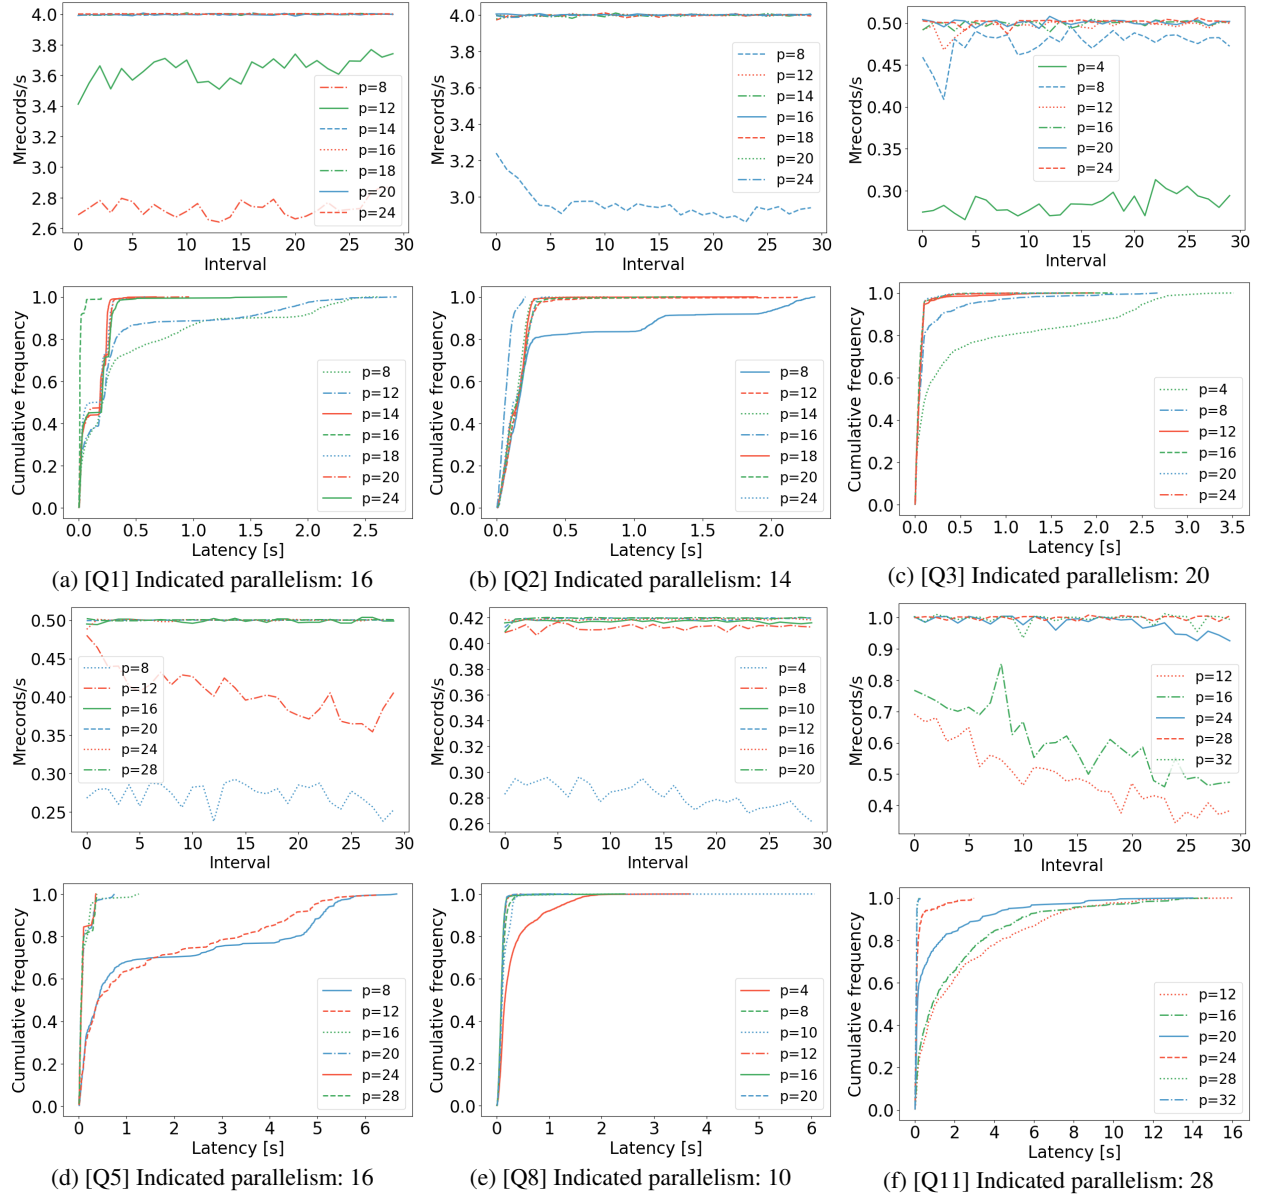 4.0
3.8
3.6
3.4
3.2
3.0
2.8
2.6
Mrecords/s
p=8
p=12
p=14
p=16
p=18
p=20
p=24
0 5 10 15 20 25 30
Interval
1.0
0.8
0.6
0.4
0.2
0.0
Cumulative frequency
p=8
p=12
p=14
p=16
p=18
p=20
p=24
0.0 0.5 1.0 1.5 2.0 2.5
Latency [s]
(a) [Q1] Indicated parallelism: 16
4.0
3.8
3.6
3.4
3.2
3.0
Mrecords/s
p=8
p=12
p=14
p=16
p=18
p=20
p=24
0 5 10 15 20 25 30
Interval
1.0
0.8
0.6
0.4
0.2
0.0
Cumulative frequency
p=8
p=12
p=14
p=16
p=18
p=20
p=24
0.0 0.5 1.0 1.5 2.0
Latency [s]
(b) [Q2] Indicated parallelism: 14
0.50
0.45
0.40
0.35
0.30
Mrecords/s
p=4
p=8
p=12
p=16
p=20
p=24
0 5 10 15 20 25 30
Interval
1.0
0.8
0.6
0.4
0.2
0.0
Cumulative frequency
p=4
p=8
p=12
p=16
p=20
p=24
0.0 0.5 1.0 1.5 2.0 2.5 3.0 3.5
Latency [s]
(c) [Q3] Indicated parallelism: 20
0.50
0.45
0.40
0.35
0.30
0.25
Mrecords/s
p=8
p=12
p=16
p=20
p=24
p=28
0 5 10 15 20 25 30
Interval
1.0
0.8
0.6
0.4
0.2
0.0
Cumulative frequency
p=8
p=12
p=16
p=20
p=24
p=28
0 1 2 3 4 5 6
Latency [s]
(d) [Q5] Indicated parallelism: 16
0.42
0.40
0.38
0.36
0.34
0.32
0.30
0.28
0.26
Mrecords/s
p=4
p=8
p=10
p=12
p=16
p=20
0 5 10 15 20 25 30
Interval
1.0
0.8
0.6
0.4
0.2
0.0
Cumulative frequency
p=4
p=8
p=10
p=12
p=16
p=20
0 1 2 3 4 5 6
Latency [s]
(e) [Q8] Indicated parallelism: 10
1.0
0.9
0.8
0.7
0.6
0.5
0.4
Mrecords/s
p=12
p=16
p=24
p=28
p=32
0 5 10 15 20 25 30
Intevral
1.0
0.8
0.6
0.4
0.2
0.0
Cumulative frequency
p=12
p=16
p=20
p=24
p=28
p=32
0 2 4 6 8 10 12 14 16
Latency [s]
(f) [Q11] Indicated parallelism: 28